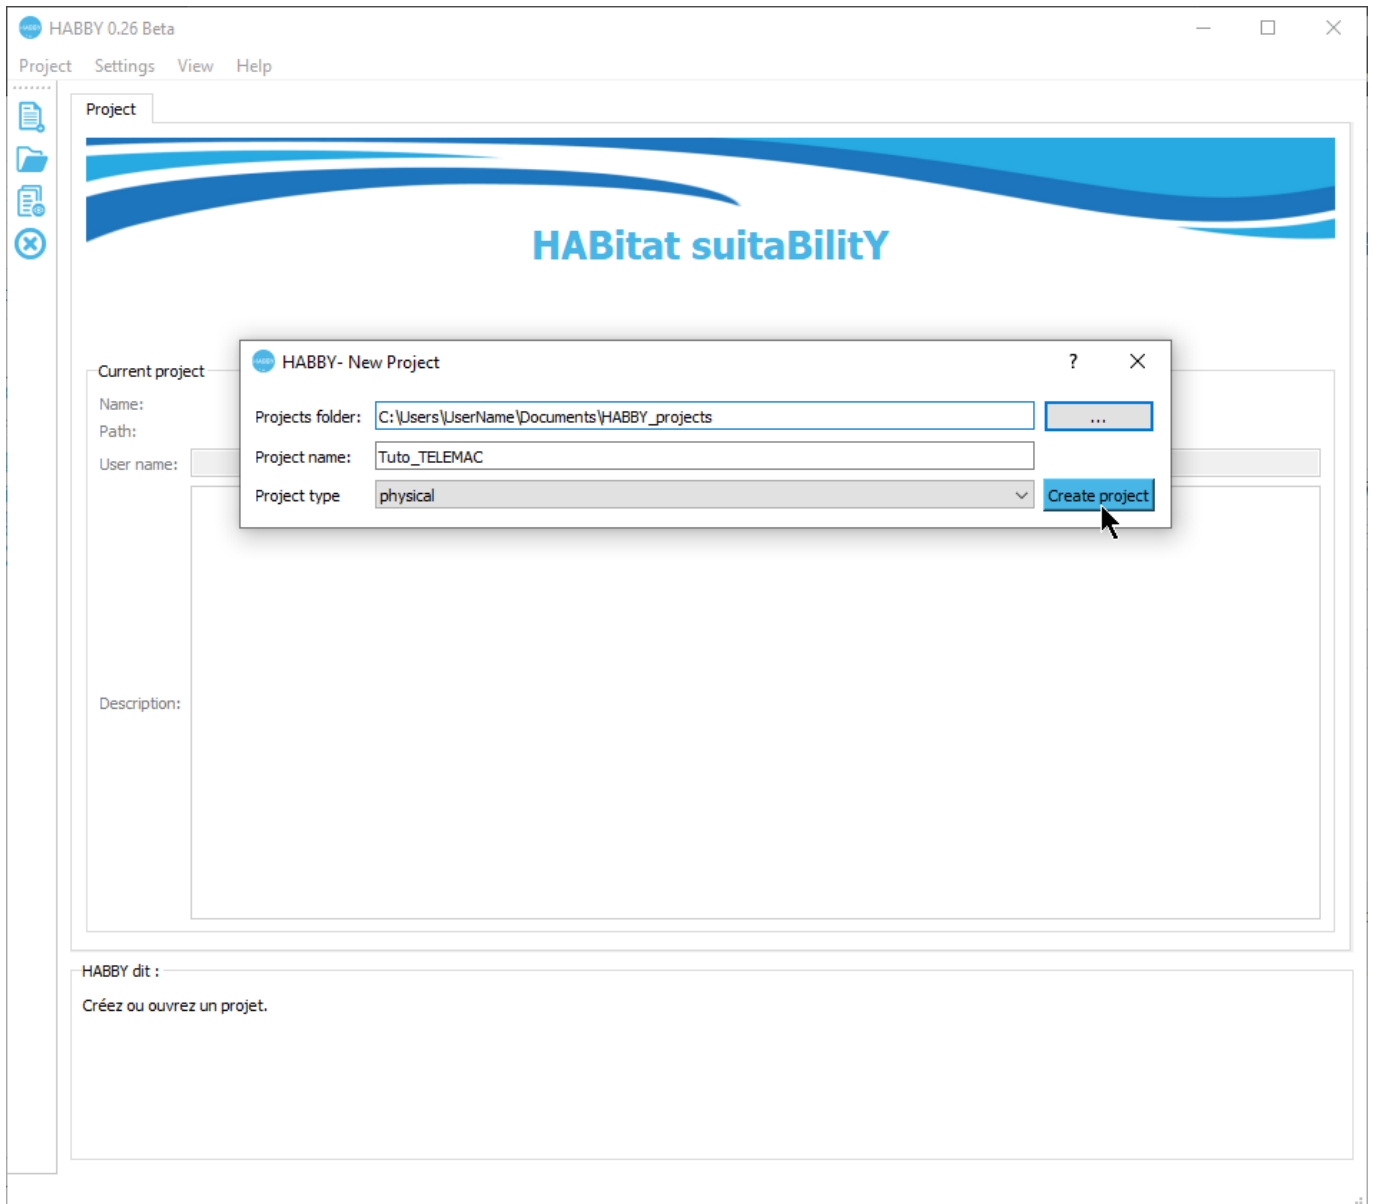 HABBY 0.26 Beta
Project Settings View Help
Project
HABitat suitaBilitY
HABBY- New Project
?
Projects folder: C:\Users\UserName\Documents\HABBY_projects ...
Project name: Tuto_TELEMAC
Project type physical Create project
Current project
Name:
Path:
User name:
Description:
HABBY dit :
Créez ou ouvrez un projet.